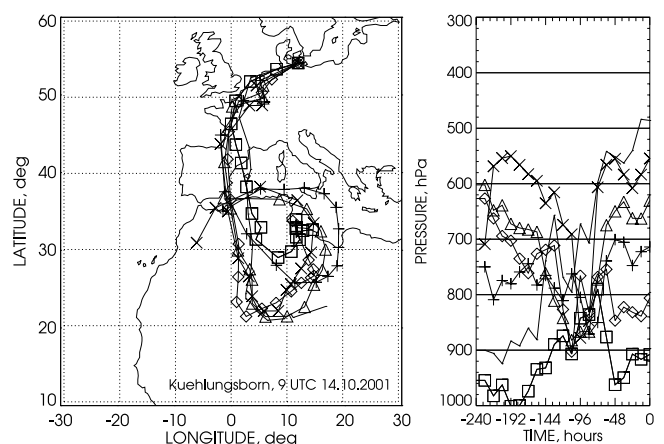 60
50
40
30
20
10
LATITUDE, deg
Kuehlungsborn, 9 UTC 14.10.2001
-30 -20 -10 0 10 20 30
LONGITUDE, deg
300
400
500
600
700
800
900
1000
PRESSURE, hPa
-240 -192 -144 -96 -48 0
TIME, hours